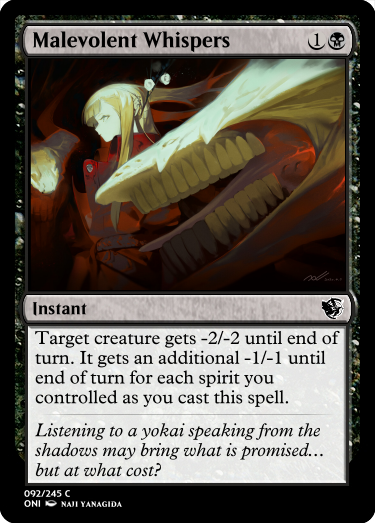 Malevolent Whispers 1
Instant
Target creature gets -2/-2 until end of
turn. It gets an additional -1/-1 until
end of turn for each spirit you
controlled as you cast this spell.
Listening to a yokai speaking from the
shadows may bring what is promised...
but at what cost?
092/245 C
ONI NAJI YANAGIDA